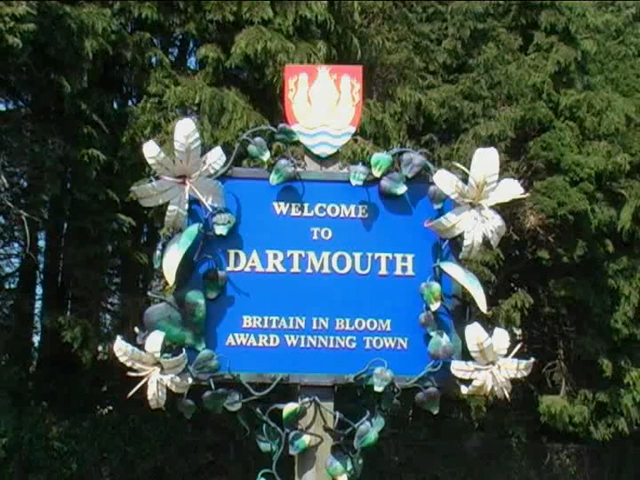 WELCOME
TO
DARTMOUTH
BRITAIN IN BLOOM
AWARD WINNING TOWN